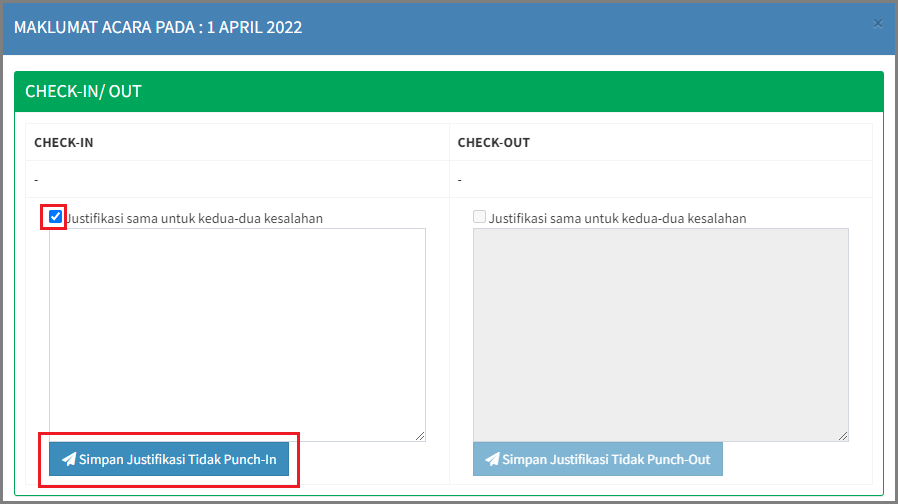 MAKLUMAT ACARA PADA : 1 APRIL 2022
×
CHECK-IN/ OUT
CHECK-IN
CHECK-OUT
-
-
Justifikasi sama untuk kedua-dua kesalahan
Justifikasi sama untuk kedua-dua kesalahan
Simpan Justifikasi Tidak Punch-In
Simpan Justifikasi Tidak Punch-Out